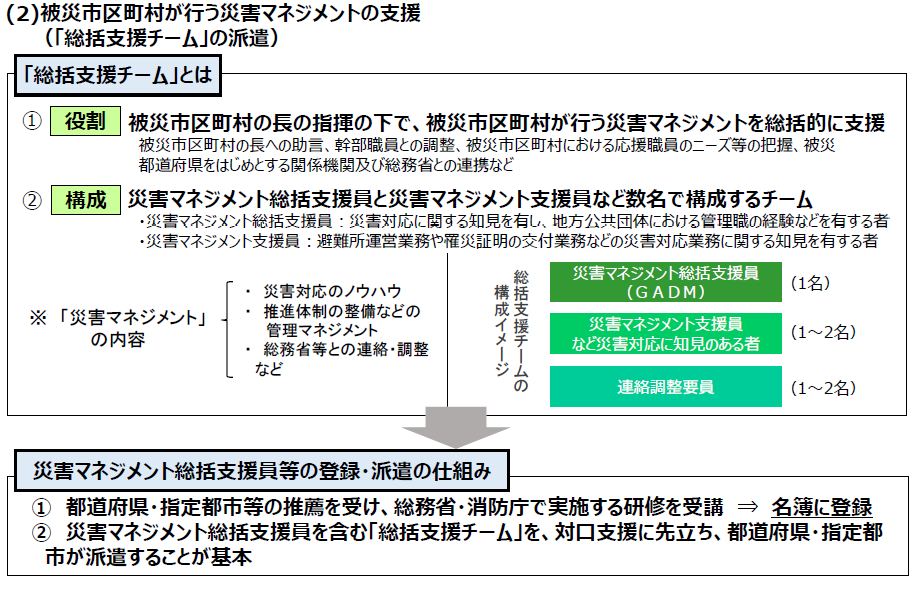 (2)被災市区町村が行う災害マネジメントの支援
（「総括支援チーム」の派遣）
「総括支援チーム」とは
① 役割 被災市区町村の長の指揮の下で、被災市区町村が行う災害マネジメントを総括的に支援
被災市区町村の長への助言、幹部職員との調整、被災市区町村における応援職員のニーズ等の把握、被災
都道府県をはじめとする関係機関及び総務省との連携など
② 構成 災害マネジメント総括支援員と災害マネジメント支援員など数名で構成するチーム
・災害マネジメント総括支援員：災害対応に関する知見を有し、地方公共団体における管理職の経験などを有する者
・災害マネジメント支援員：避難所運営業務や罹災証明の交付業務などの災害対応業務に関する知見を有する者
※ 「災害マネジメント」
の内容
・ 災害対応のノウハウ
・ 推進体制の整備などの
管理マネジメント
・ 総務省等との連絡・調整
など
総括支援チームの
構成イメージ
災害マネジメント総括支援員
（ＧＡＤＭ）
（1名）
災害マネジメント支援員
など災害対応に知見のある者
（1～2名）
連絡調整要員
（1～2名）
災害マネジメント総括支援員等の登録・派遣の仕組み
① 都道府県・指定都市等の推薦を受け、総務省・消防庁で実施する研修を受講 ⇒ 名簿に登録
② 災害マネジメント総括支援員を含む「総括支援チーム」を、対口支援に先立ち、都道府県・指定都
市が派遣することが基本